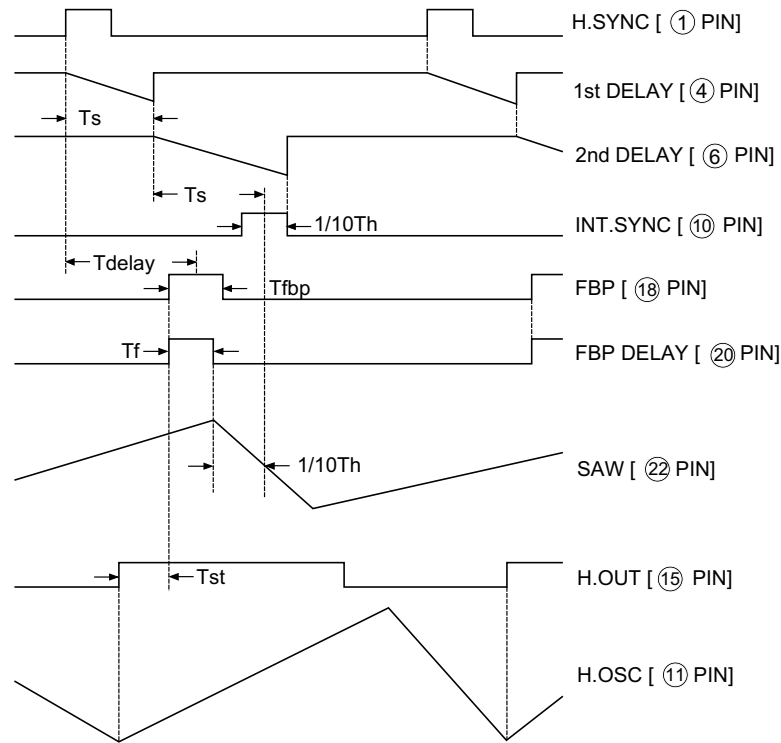 H.SYNC [ ① PIN]
1st DELAY [ ④ PIN]
Ts
2nd DELAY [ ⑥ PIN]
Ts
1/10Th
INT.SYNC [ ⑩ PIN]
Tdelay
Tfbp
FBP [ ⑱ PIN]
Tf
FBP DELAY [ ⑳ PIN]
1/10Th
SAW [ ㉒ PIN]
Tst
H.OUT [ ⑮ PIN]
H.OSC [ ⑪ PIN]